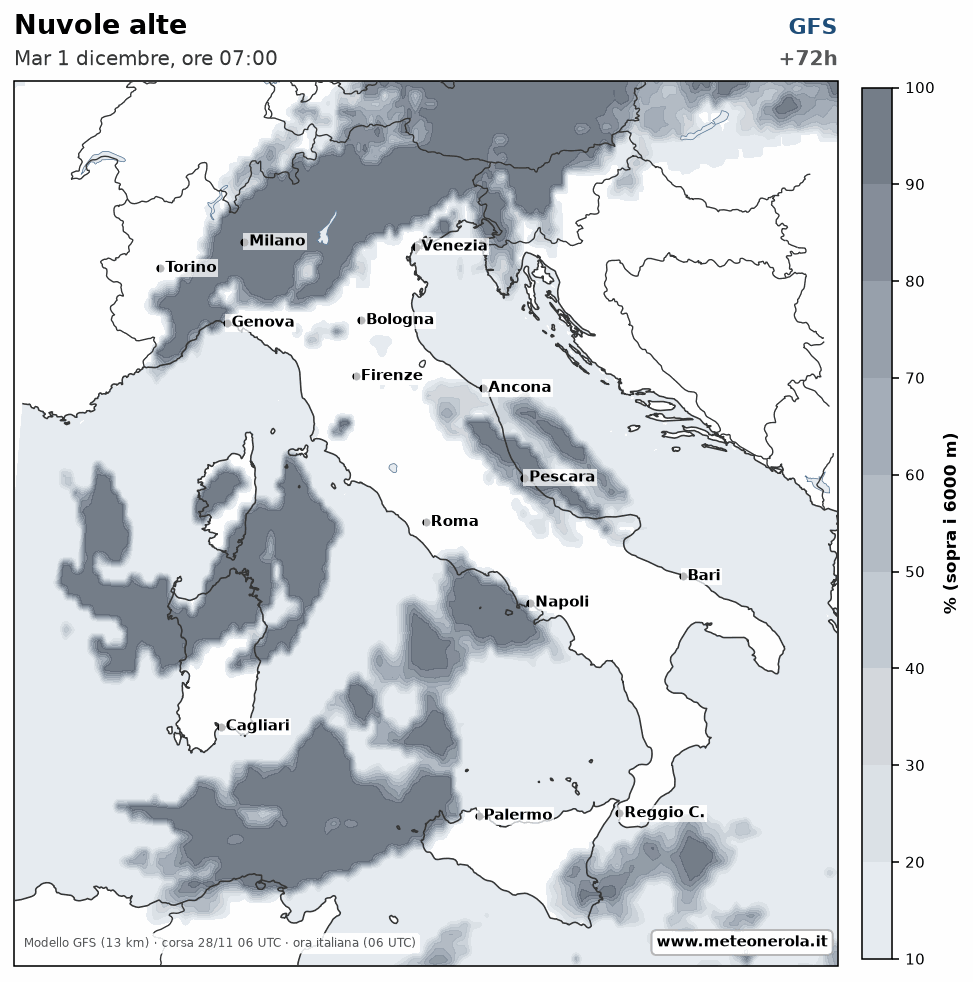 Nuvole alte
GFS
Mar 1 dicembre, ore 07:00
+72h
100
90
80
70
60
50
40
30
20
10
% (sopra i 6000 m)
Milano
Venezia
Torino
Genova
Bologna
Firenze
Ancona
Pescara
Roma
Bari
Napoli
Cagliari
Palermo
Reggio C.
Modello GFS (13 km) · corsa 28/11 06 UTC · ora italiana (06 UTC)
www.meteonerola.it